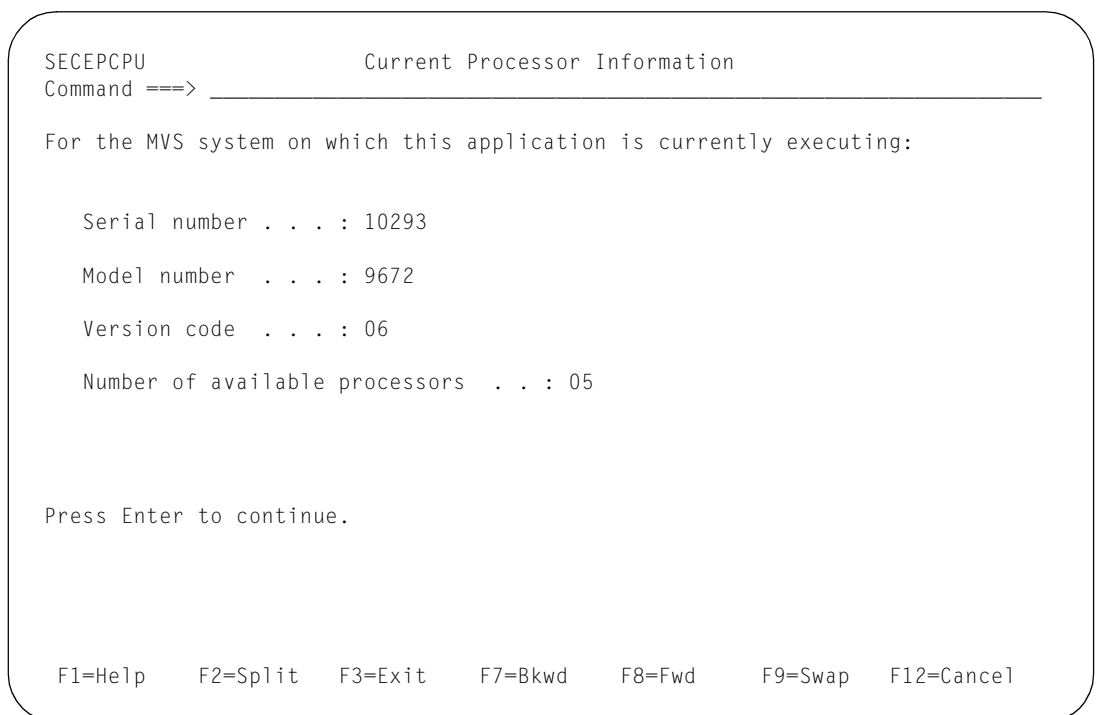 SECEPCPU Current Processor Information
Command ===> _________________________________________________________________
For the MVS system on which this application is currently executing:
Serial number . . . : 10293
Model number . . . : 9672
Version code . . . : 06
Number of available processors . . : 05
Press Enter to continue.
F1=Help F2=Split F3=Exit F7=Bkwd F8=Fwd F9=Swap F12=Cancel